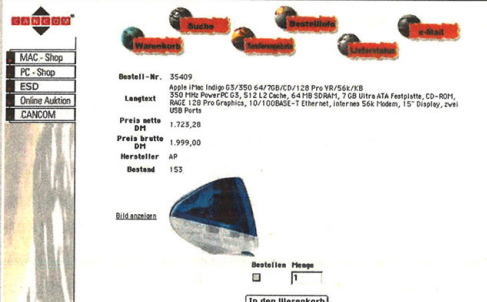 CANCOM
Suche
Bestellinfo
e-Mail
Warenkorb
Sonderangebote
Lieferstatus
MAC - Shop
PC - Shop
ESD
Online Auktion
CANCOM
Bestell-Nr. 35409
Apple iMac Indigo G3/350 64/7GB/CD/128 Pro YR/56k/KB
Langtext 350 MHz PowerPC G3, 512 L2 Cache, 64 MB SDRAM, 7 GB Ultra ATA Festplatte, CD-ROM,
RAGE 128 Pro Graphics, 10/100BASE-T Ethernet, internes 56k Modem, 15" Display, zwei
USB Ports
Preis netto
DM 1.723,28
Preis brutto
DM 1.999,00
Hersteller AP
Bestand 153
Bild anzeigen
Bestellen Menge
1
In den Warenkorb